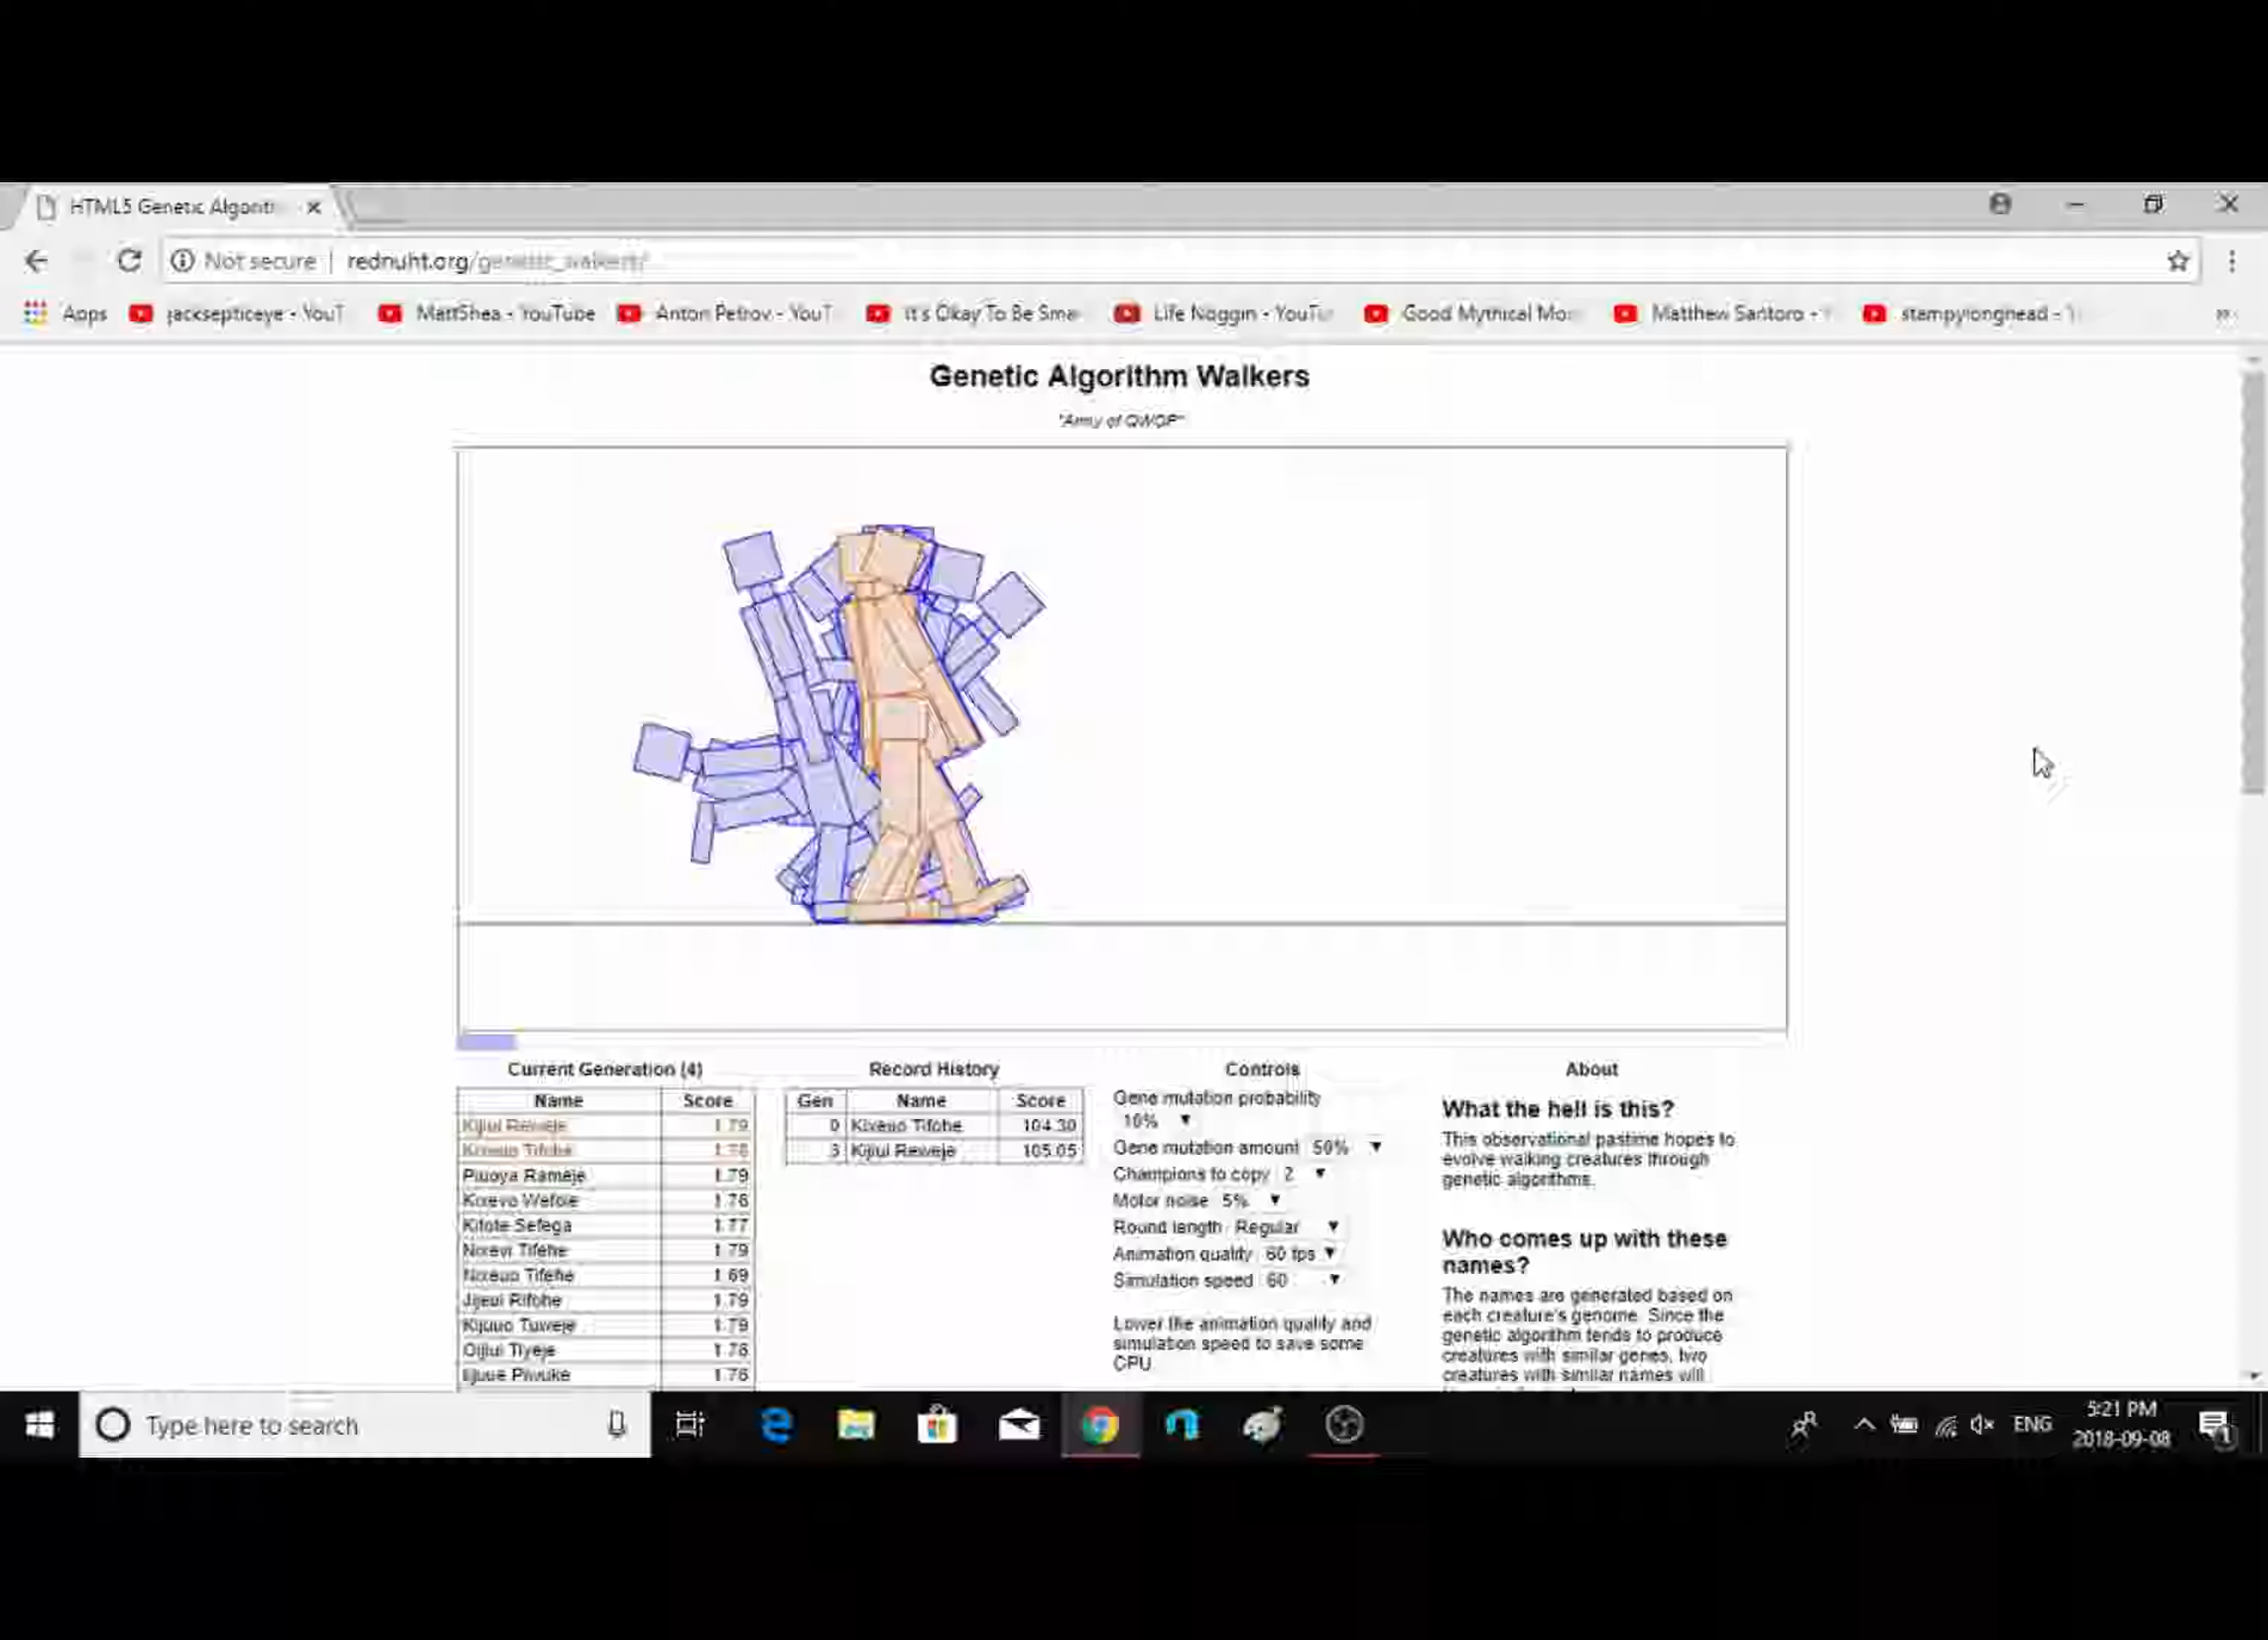 HTML5 Genetic Algorit
Not secure | rednuht.org/genetic_walkers/
Apps jacksepticeye - YouT MattShea - YouTube Anton Petrov - YouT It's Okay To Be Sma Life Noggin - YouTu Good Mythical Mo Matthew Santoro - stampylonghead -
Genetic Algorithm Walkers
"Army of QWOP"
Current Generation (4)
Name Score
Kijiui Reweje 1.79
Kixeuo Tifohe
Piuoya Rameje 1.79
Kixevo Wefoie 1.76
Kifote Sefega 1.77
Nixevi Tifehe 1.79
Nixeuo Tifehe 1.69
Jijeui Rifohe 1.79
Kijuuo Tuweje 1.79
Oijiui Tiyeje 1.78
Piwuke 1.76
Record History
Gen Name Score
0 Kixeuo Tifohe 104.30
3 Kijiui Reweje 105.05
Controls
Gene mutation probability
10%
Gene mutation amount 50%
Champions to copy 2
Motor noise 5%
Round length Regular
Animation quality 60 fps
Simulation speed 60
Lower the animation quality and
simulation speed to save some
CPU
About
What the hell is this?
This observational pastime hopes to
evolve walking creatures through
genetic algorithms.
Who comes up with these
names?
The names are generated based on
each creature's genome. Since the
genetic algorithm tends to produce
creatures with similar genes, two
creatures with similar names will
Type here to search
ENG
5:21 PM
2018-09-08
1